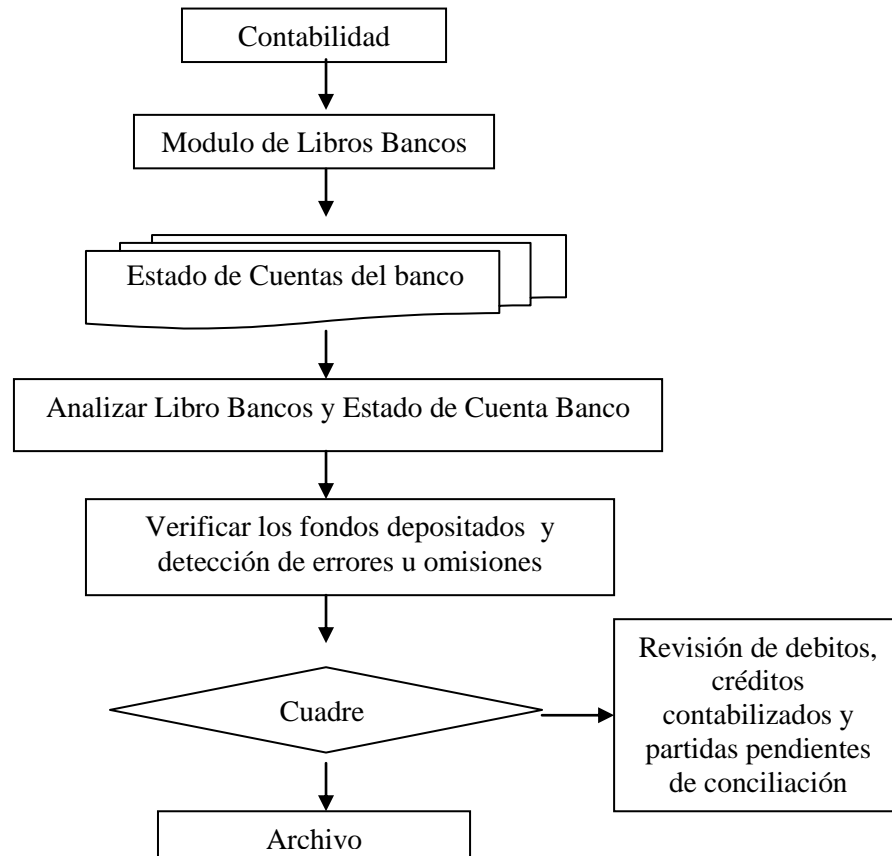 Contabilidad
Modulo de Libros Bancos
Estado de Cuentas del banco
Analizar Libro Bancos y Estado de Cuenta Banco
Verificar los fondos depositados  y
detección de errores u omisiones
Cuadre
Revisión de debitos,
créditos
contabilizados y
partidas pendientes
de conciliación
Archivo